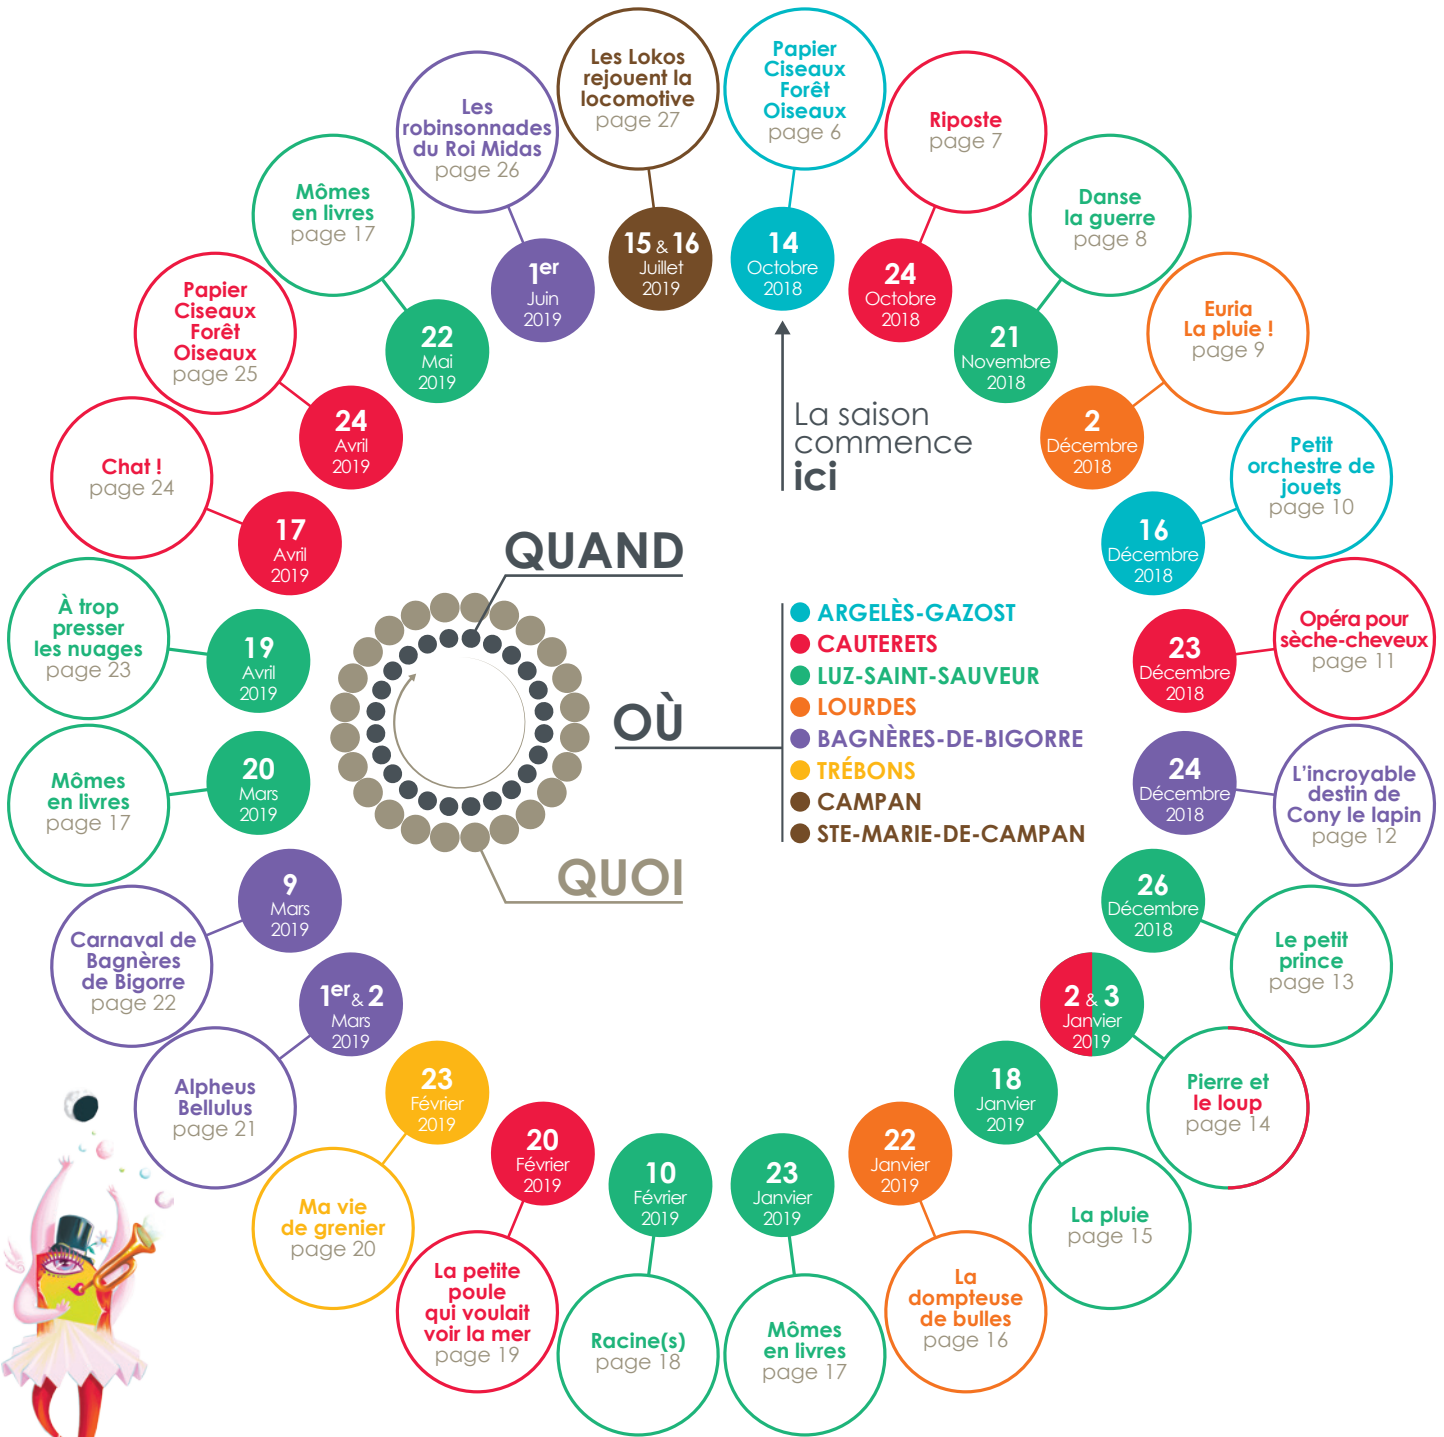 Papier
Ciseaux
Forêt
Oiseaux
page 6
14
Octobre
2018
Riposte
page 7
24
Octobre
2018
Danse
la guerre
page 8
21
Novembre
2018
Euria
La pluie !
page 9
2
Décembre
2018
Petit
orchestre de
jouets
page 10
16
Décembre
2018
Opéra pour
sèche-cheveux
page 11
23
Décembre
2018
L'incroyable
destin de
Cony le lapin
page 12
24
Décembre
2018
Le petit
prince
page 13
26
Décembre
2018
Pierre et
le loup
page 14
2 & 3
Janvier
2019
La pluie
page 15
18
Janvier
2019
La
dompteuse
de bulles
page 16
22
Janvier
2019
Mômes
en livres
page 17
23
Janvier
2019
Racine(s)
page 18
10
Février
2019
La petite
poule
qui voulait
voir la mer
page 19
20
Février
2019
Ma vie
de grenier
page 20
23
Février
2019
Alpheus
Bellulus
page 21
1er & 2
Mars
2019
Carnaval de
Bagnères
de Bigorre
page 22
9
Mars
2019
Mômes
en livres
page 17
20
Mars
2019
À trop
presser
les nuages
page 23
19
Avril
2019
Chat !
page 24
17
Avril
2019
Papier
Ciseaux
Forêt
Oiseaux
page 25
24
Avril
2019
Mômes
en livres
page 17
22
Mai
2019
Les
robinsonnades
du Roi Midas
page 26
1er
Juin
2019
Les Lokos
rejouent la
locomotive
page 27
15 & 16
Juillet
2019
La saison
commence
ici
QUAND
OÙ
QUOI
ARGELÈS-GAZOST
CAUTERETS
LUZ-SAINT-SAUVEUR
LOURDES
BAGNÈRES-DE-BIGORRE
TRÉBONS
CAMPAN
STE-MARIE-DE-CAMPAN